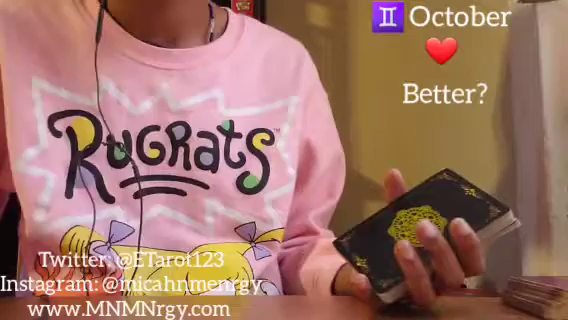 ♊ October
❤️
Better?
RUGRATS
Twitter: @ETarot123
Instagram: @micahnmenrgy
www.MNMNrgy.com